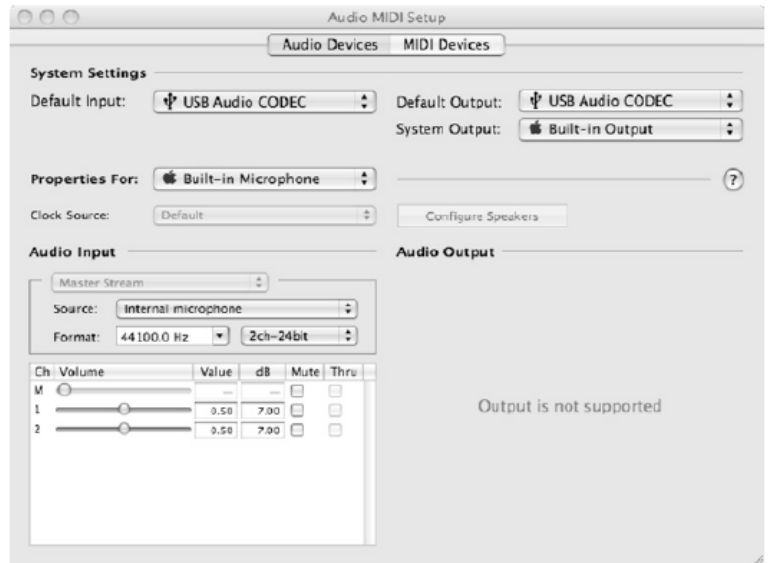 Audio MIDI Setup
Audio Devices MIDI Devices
System Settings
Default Input: USB Audio CODEC
Default Output: USB Audio CODEC
System Output: Built-in Output
Properties For: Built-in Microphone
?
Clock Source: Default
Configure Speakers
Audio Input
Audio Output
Master Stream
Source: Internal microphone
Format: 44100.0 Hz 2ch-24bit
Ch Volume Value dB Mute Thru
M — —
1 0.50 7.00
2 0.50 7.00
Output is not supported